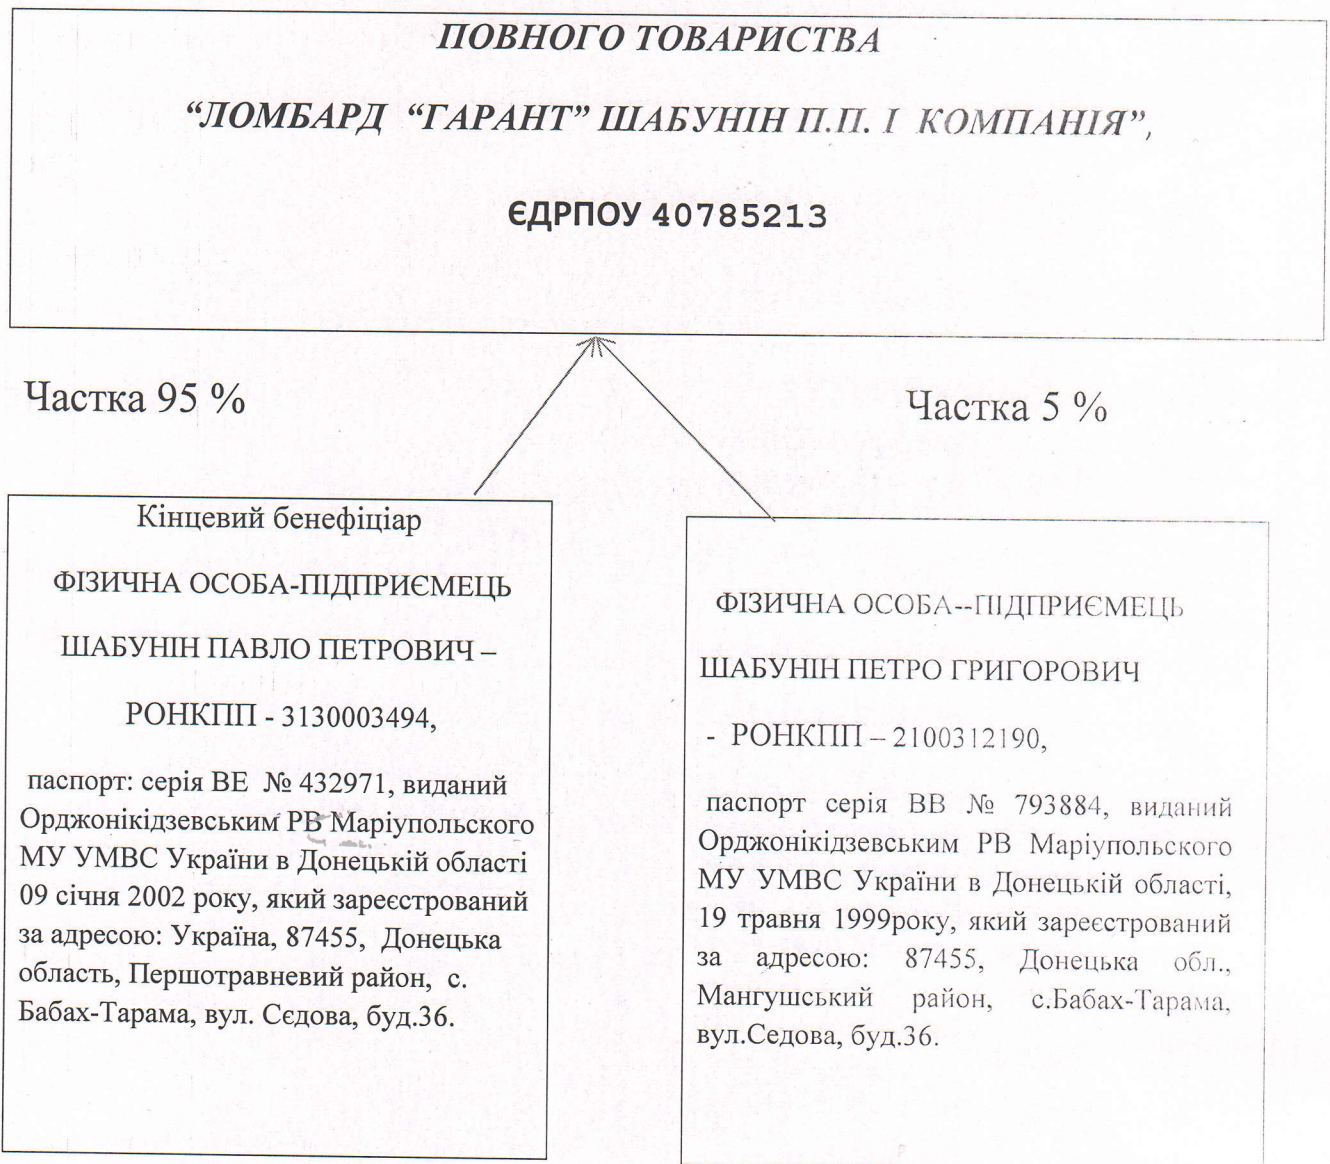 ПОВНОГО ТОВАРИСТВА
“ЛОМБАРД “ГАРАНТ” ШАБУНІН П.П. І КОМПАНІЯ”,
ЄДРПОУ 40785213
Частка 95 %
Частка 5 %
Кінцевий бенефіціар
ФІЗИЧНА ОСОБА-ПІДПРИЄМЕЦЬ
ШАБУНІН ПАВЛО ПЕТРОВИЧ –
РОНКПП - 3130003494,
паспорт: серія ВЕ № 432971, виданий
Орджонікідзевським РВ Маріупольского
МУ УМВС України в Донецькій області
09 січня 2002 року, який зареєстрований
за адресою: Україна, 87455, Донецька
область, Першотравневий район, с.
Бабах-Тарама, вул. Сєдова, буд.36.
ФІЗИЧНА ОСОБА--ПІДПРИЄМЕЦЬ
ШАБУНІН ПЕТРО ГРИГОРОВИЧ
- РОНКПП – 2100312190,
паспорт серія ВВ № 793884, виданий
Орджонікідзевським РВ Маріупольского
МУ УМВС України в Донецькій області,
19 травня 1999року, який зареєстрований
за адресою: 87455, Донецька обл.,
Мангушський район, с.Бабах-Тарама,
вул.Седова, буд.36.